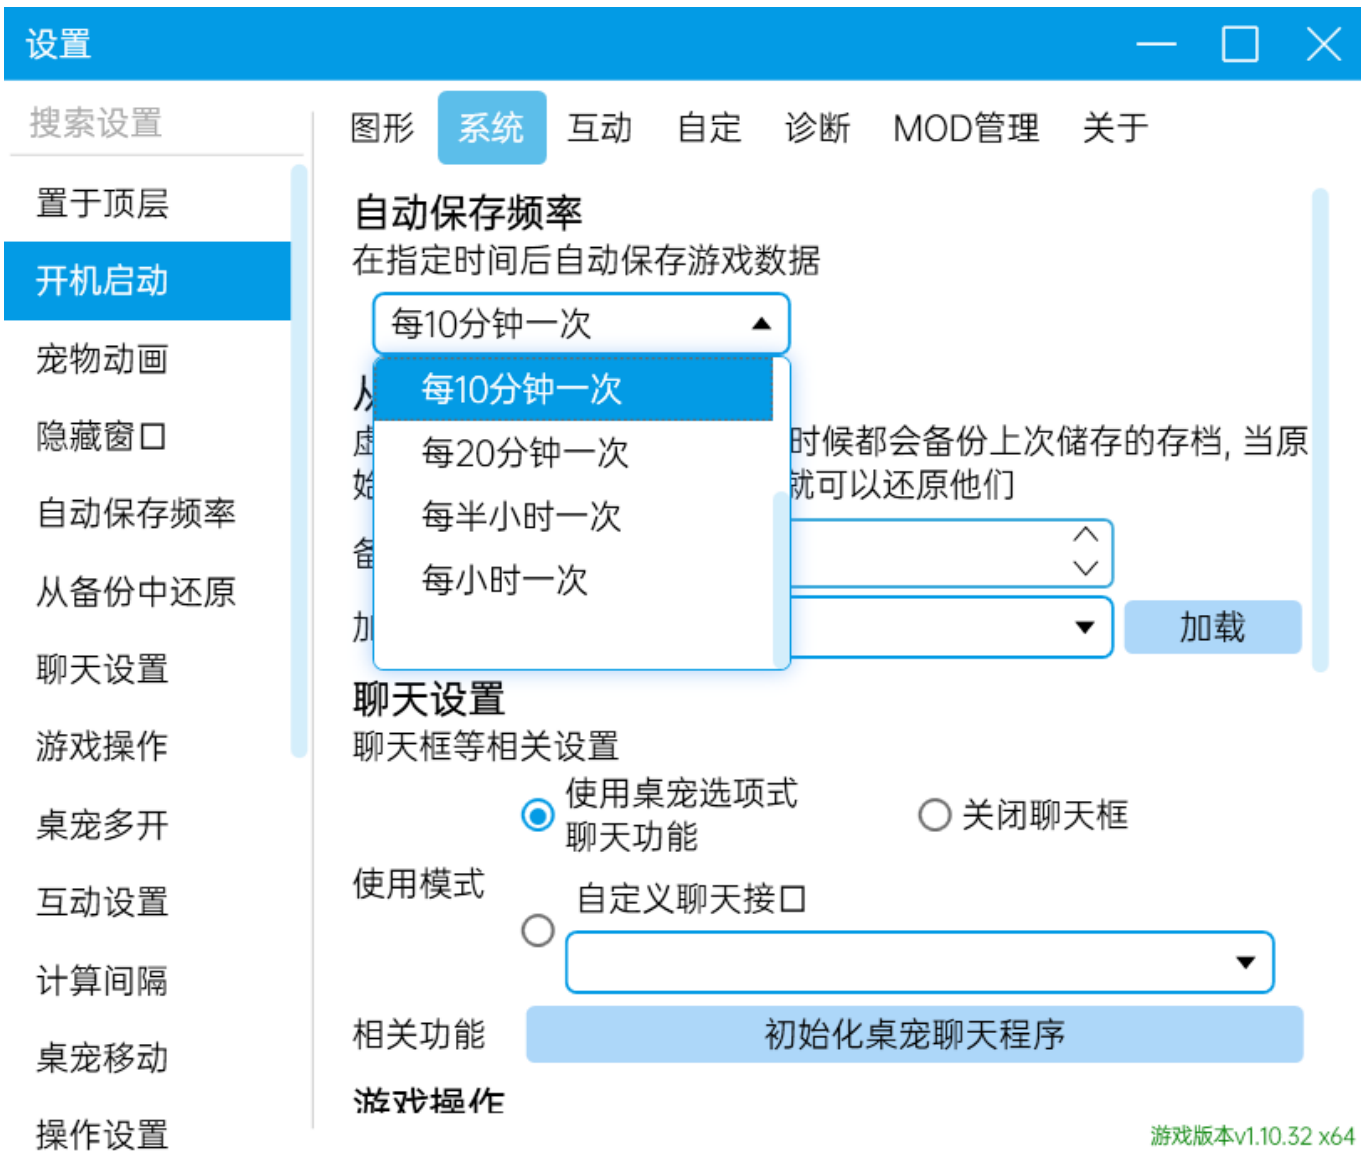 设置
搜索设置
置于顶层
开机启动
宠物动画
隐藏窗口
自动保存频率
从备份中还原
聊天设置
游戏操作
桌宠多开
互动设置
计算间隔
桌宠移动
操作设置
图形 系统 互动 自定 诊断 MOD管理 关于
自动保存频率
在指定时间后自动保存游戏数据
每10分钟一次
每10分钟一次
每20分钟一次
每半小时一次
每小时一次
时候都会备份上次储存的存档, 当原
就可以还原他们
加载
聊天设置
聊天框等相关设置
使用模式
使用桌宠选项式
聊天功能
关闭聊天框
自定义聊天接口
相关功能 初始化桌宠聊天程序
游戏操作
游戏版本v1.10.32 x64